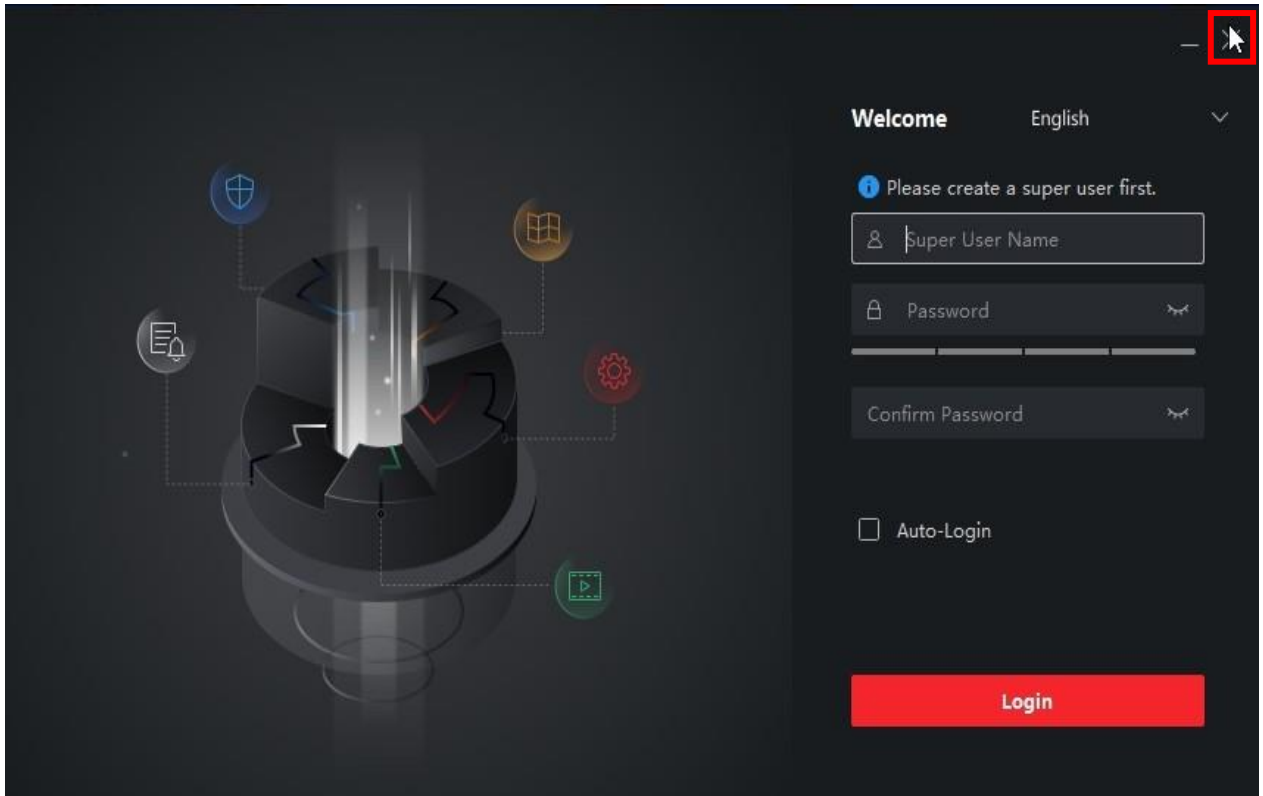 Welcome English
Please create a super user first.
Super User Name
Password
Confirm Password
Auto-Login
Login